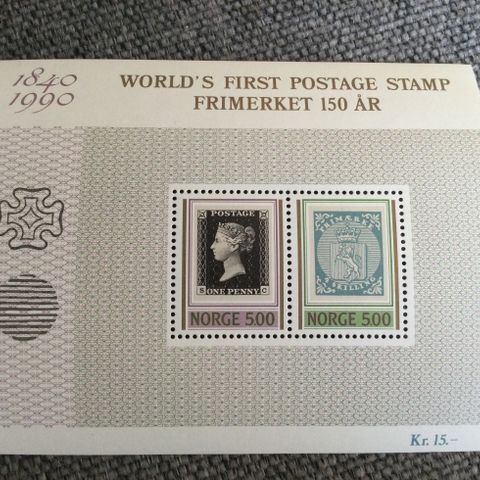 1840
1990
WORLD'S FIRST POSTAGE STAMP
FRIMERKET 150 ÅR
POSTAGE
S ONE PENNY C
NORGE 5.00
FRIMÆRKE
4 SKILLING
NORGE 5.00
Kr. 15.-